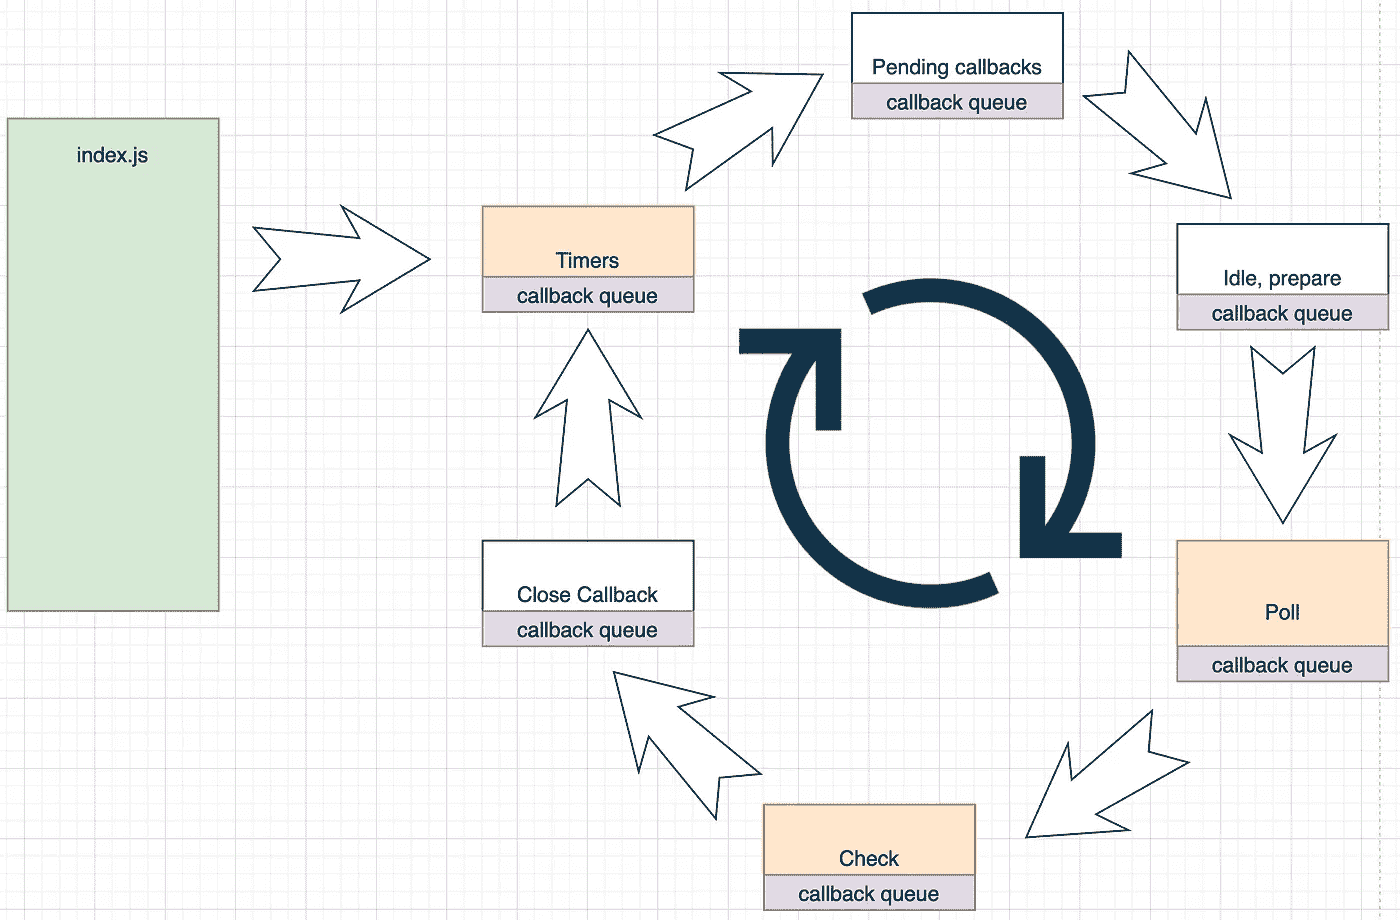 index.js
Pending callbacks
callback queue
Timers
callback queue
Idle, prepare
callback queue
Poll
callback queue
Check
callback queue
Close Callback
callback queue